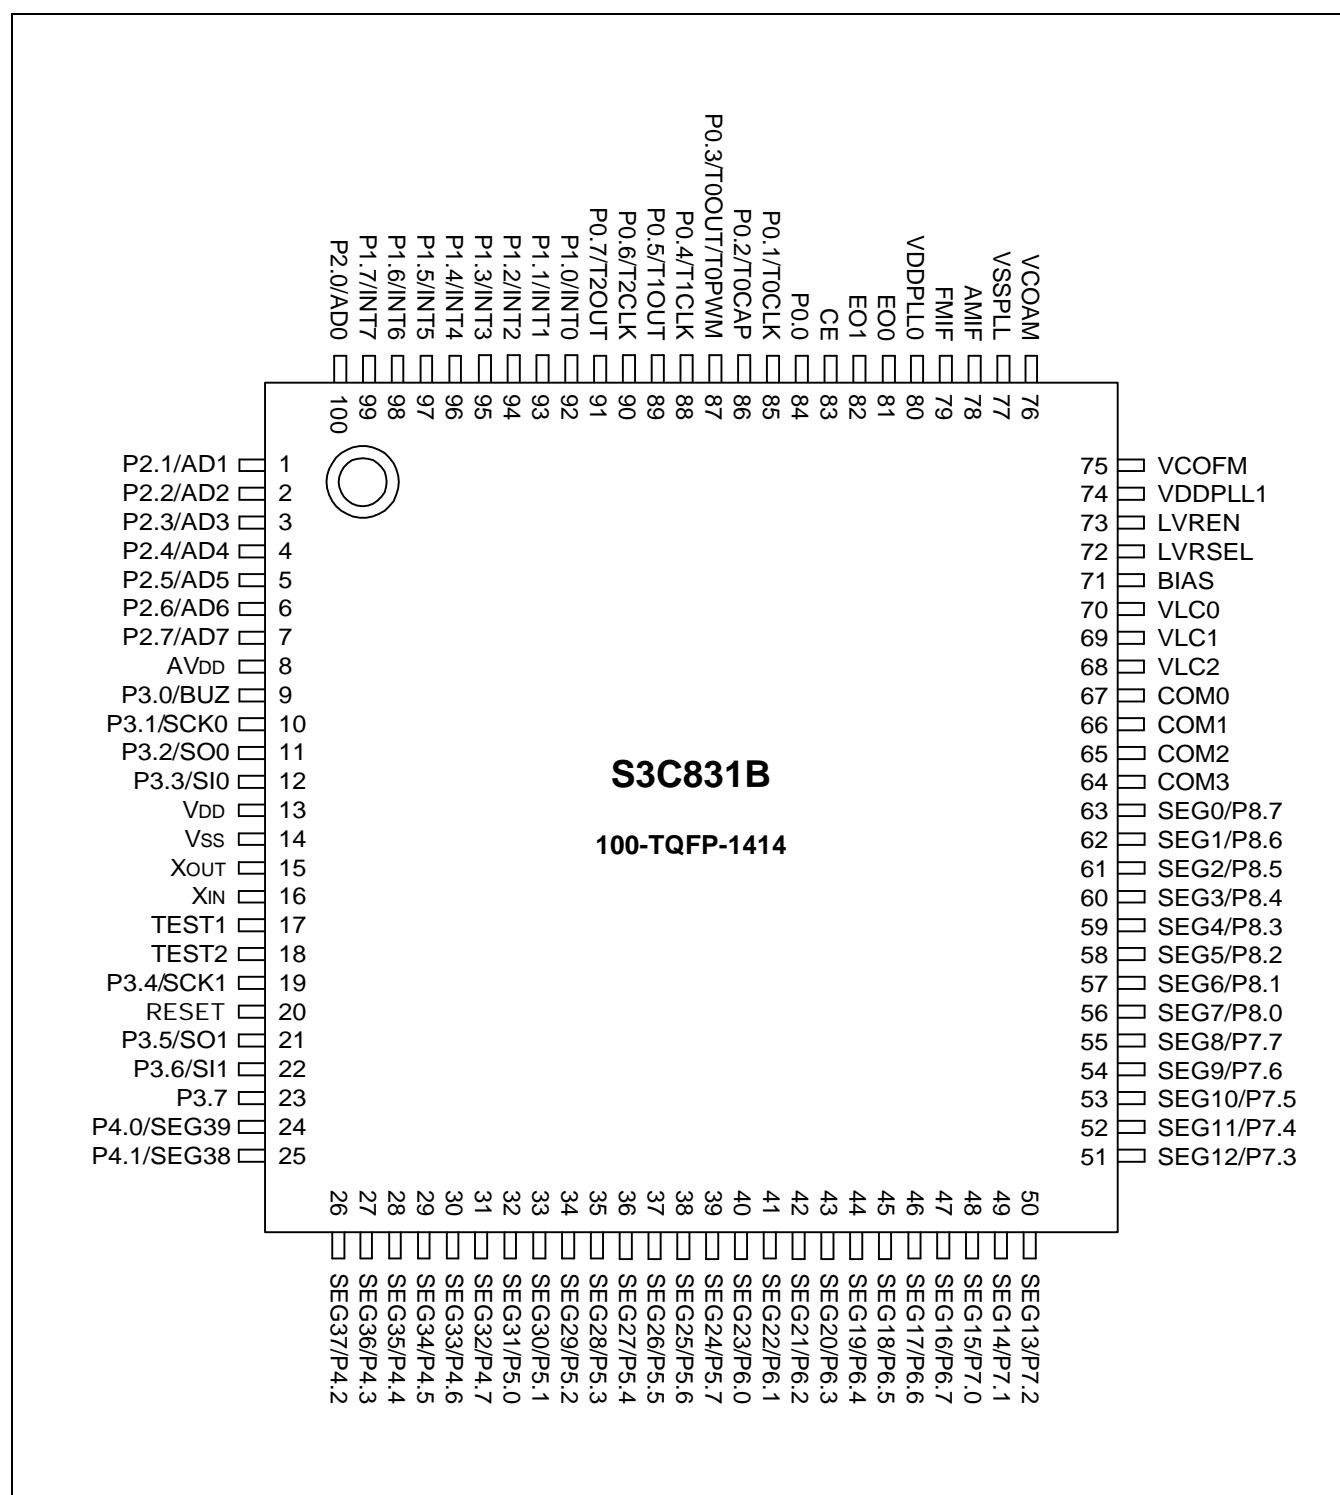 P2.0/AD0
P1.7/INT7
P1.6/INT6
P1.5/INT5
P1.4/INT4
P1.3/INT3
P1.2/INT2
P1.1/INT1
P1.0/INT0
P0.7/T2OUT
P0.6/T2CLK
P0.5/T1OUT
P0.4/T1CLK
P0.3/T0OUT/T0PWM
P0.2/T0CAP
P0.1/T0CLK
P0.0
CE
EO1
EO0
VDDPLL0
FMIF
AMIF
VSSPLL
VCOAM
100
99
98
97
96
95
94
93
92
91
90
89
88
87
86
85
84
83
82
81
80
79
78
77
76
P2.1/AD1 1
P2.2/AD2 2
P2.3/AD3 3
P2.4/AD4 4
P2.5/AD5 5
P2.6/AD6 6
P2.7/AD7 7
AVDD 8
P3.0/BUZ 9
P3.1/SCK0 10
P3.2/SO0 11
P3.3/SI0 12
VDD 13
VSS 14
XOUT 15
XIN 16
TEST1 17
TEST2 18
P3.4/SCK1 19
RESET 20
P3.5/SO1 21
P3.6/SI1 22
P3.7 23
P4.0/SEG39 24
P4.1/SEG38 25
S3C831B
100-TQFP-1414
75 VCOFM
74 VDDPLL1
73 LVREN
72 LVRSEL
71 BIAS
70 VLC0
69 VLC1
68 VLC2
67 COM0
66 COM1
65 COM2
64 COM3
63 SEG0/P8.7
62 SEG1/P8.6
61 SEG2/P8.5
60 SEG3/P8.4
59 SEG4/P8.3
58 SEG5/P8.2
57 SEG6/P8.1
56 SEG7/P8.0
55 SEG8/P7.7
54 SEG9/P7.6
53 SEG10/P7.5
52 SEG11/P7.4
51 SEG12/P7.3
26
27
28
29
30
31
32
33
34
35
36
37
38
39
40
41
42
43
44
45
46
47
48
49
50
SEG37/P4.2
SEG36/P4.3
SEG35/P4.4
SEG34/P4.5
SEG33/P4.6
SEG32/P4.7
SEG31/P5.0
SEG30/P5.1
SEG29/P5.2
SEG28/P5.3
SEG27/P5.4
SEG26/P5.5
SEG25/P5.6
SEG24/P5.7
SEG23/P6.0
SEG22/P6.1
SEG21/P6.2
SEG20/P6.3
SEG19/P6.4
SEG18/P6.5
SEG17/P6.6
SEG16/P6.7
SEG15/P7.0
SEG14/P7.1
SEG13/P7.2